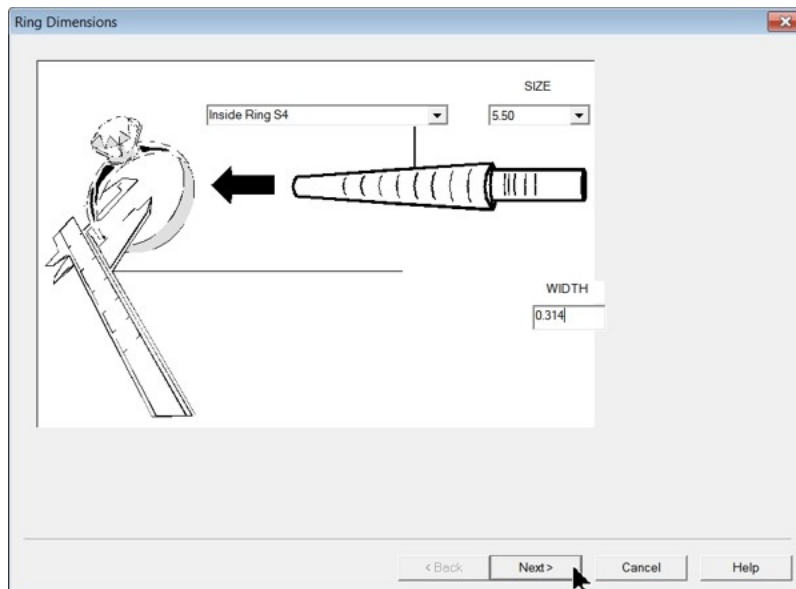 Ring Dimensions
SIZE
Inside Ring S4
5.50
WIDTH
0.314
< Back
Next >
Cancel
Help